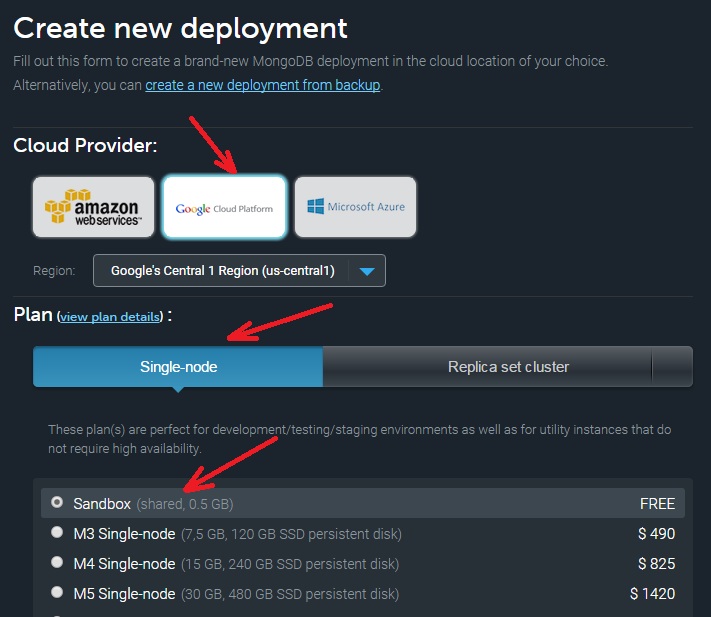 Create new deployment
Fill out this form to create a brand-new MongoDB deployment in the cloud location of your choice.
Alternatively, you can create a new deployment from backup.
Cloud Provider:
amazon
webservices™
Google Cloud Platform
Microsoft Azure
Region: Google's Central 1 Region (us-central1)
Plan (view plan details) :
Single-node Replica set cluster
These plan(s) are perfect for development/testing/staging environments as well as for utility instances that do
not require high availability.
Sandbox (shared, 0.5 GB) FREE
M3 Single-node (7,5 GB, 120 GB SSD persistent disk) $ 490
M4 Single-node (15 GB, 240 GB SSD persistent disk) $ 825
M5 Single-node (30 GB, 480 GB SSD persistent disk) $ 1420